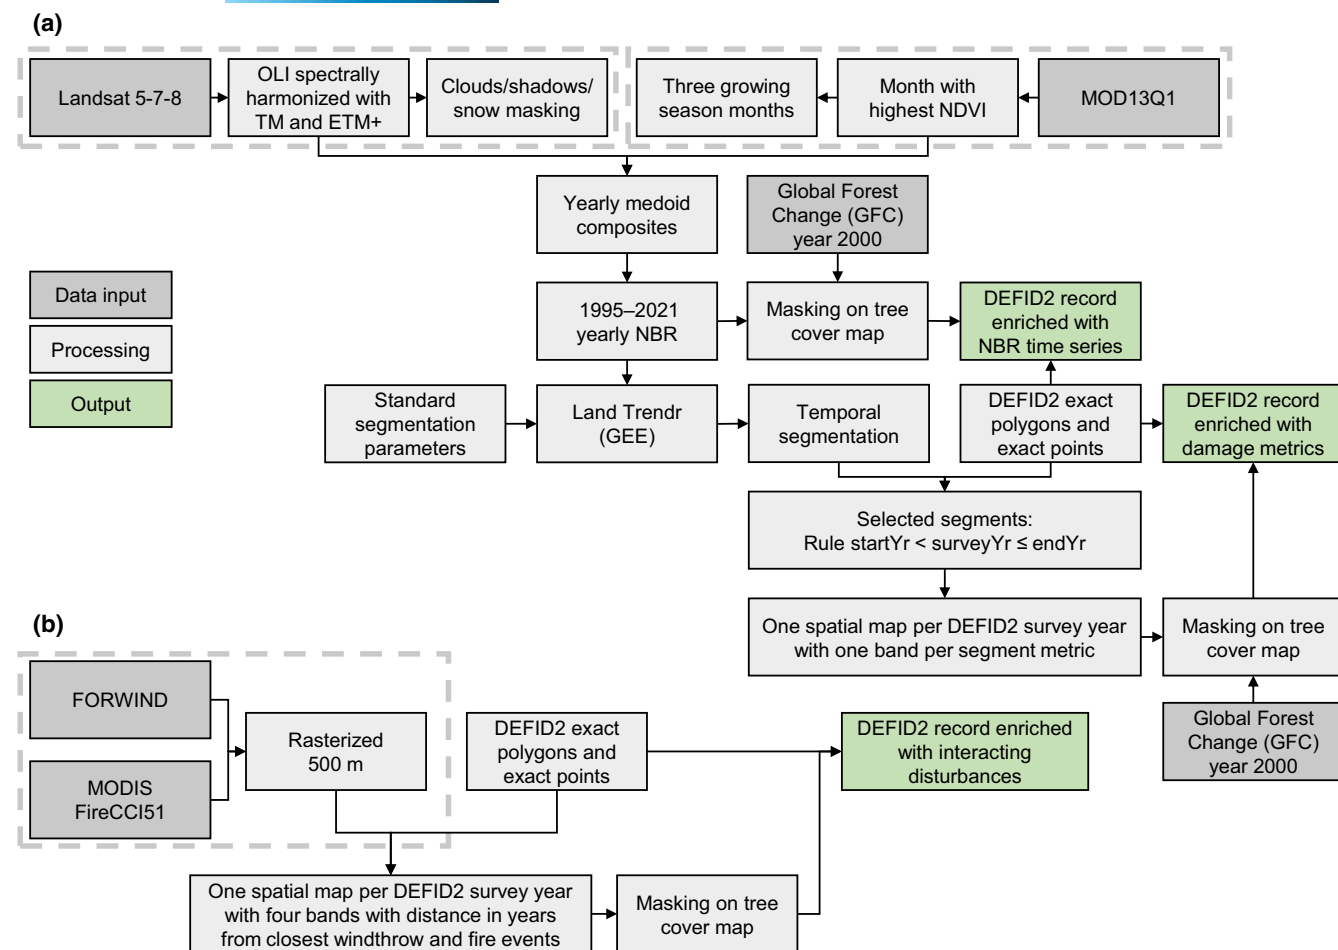 (a)
Landsat 5-7-8
OLI spectrally
harmonized with
TM and ETM+
Clouds/shadows/
snow masking
Three growing
season months
Month with
highest NDVI
MOD13Q1
Yearly medoid
composites
Global Forest
Change (GFC)
year 2000
Data input
Processing
Output
1995–2021
yearly NBR
Masking on tree
cover map
DEFID2 record
enriched with
NBR time series
Standard
segmentation
parameters
Land Trendr
(GEE)
Temporal
segmentation
DEFID2 exact
polygons and
exact points
DEFID2 record
enriched with
damage metrics
Selected segments:
Rule startYr < surveyYr ≤ endYr
One spatial map per DEFID2 survey year
with one band per segment metric
Masking on tree
cover map
Global Forest
Change (GFC)
year 2000
(b)
FORWIND
MODIS
FireCCI51
Rasterized
500 m
DEFID2 exact
polygons and
exact points
DEFID2 record enriched
with interacting
disturbances
One spatial map per DEFID2 survey year
with four bands with distance in years
from closest windthrow and fire events
Masking on tree
cover map